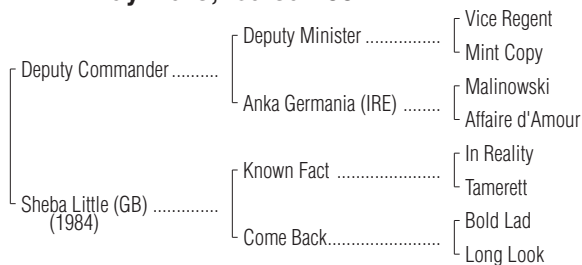 Vice Regent
Deputy Minister ................
Mint Copy
Deputy Commander ..........
Malinowski
Anka Germania (IRE) ........
Affaire d'Amour
In Reality
Known Fact ......................
Tamerett
Sheba Little (GB) ..............
(1984)
Bold Lad
Come Back........................
Long Look